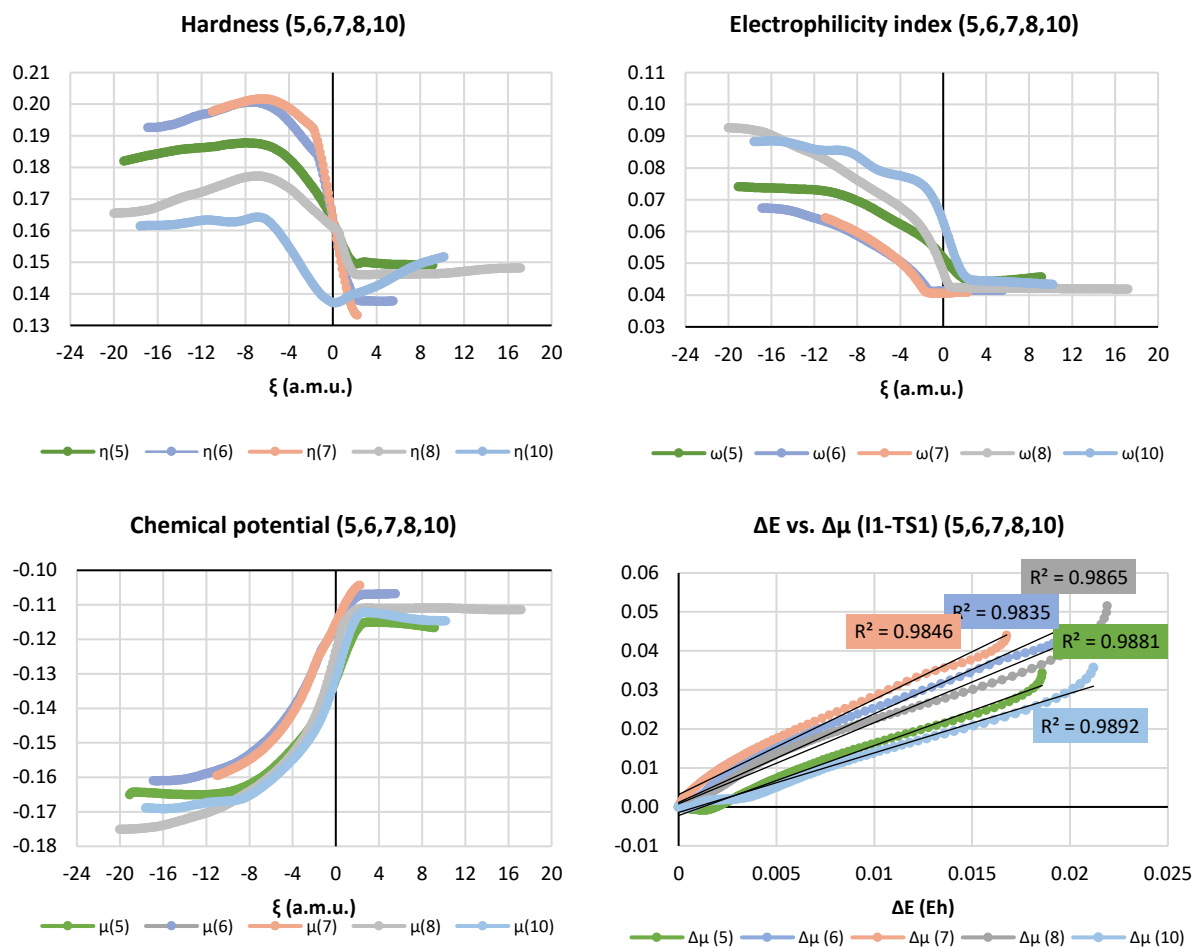 Hardness (5,6,7,8,10)
0.21
0.20
0.19
0.18
0.17
0.16
0.15
0.14
0.13
-24 -20 -16 -12 -8 -4 0 4 8 12 16 20
ξ (a.m.u.)
η(5) η(6) η(7) η(8) η(10)
Electrophilicity index (5,6,7,8,10)
0.11
0.10
0.09
0.08
0.07
0.06
0.05
0.04
0.03
-24 -20 -16 -12 -8 -4 0 4 8 12 16 20
ξ (a.m.u.)
ω(5) ω(6) ω(7) ω(8) ω(10)
Chemical potential (5,6,7,8,10)
-0.10
-0.11
-0.12
-0.13
-0.14
-0.15
-0.16
-0.17
-0.18
-24 -20 -16 -12 -8 -4 0 4 8 12 16 20
ξ (a.m.u.)
μ(5) μ(6) μ(7) μ(8) μ(10)
ΔE vs. Δμ (I1-TS1) (5,6,7,8,10)
0.06
0.05
0.04
0.03
0.02
0.01
0.00
-0.01
R² = 0.9865
R² = 0.9835
R² = 0.9846
R² = 0.9881
R² = 0.9892
0 0.005 0.01 0.015 0.02 0.025
ΔE (Eh)
Δμ (5) Δμ (6) Δμ (7) Δμ (8) Δμ (10)